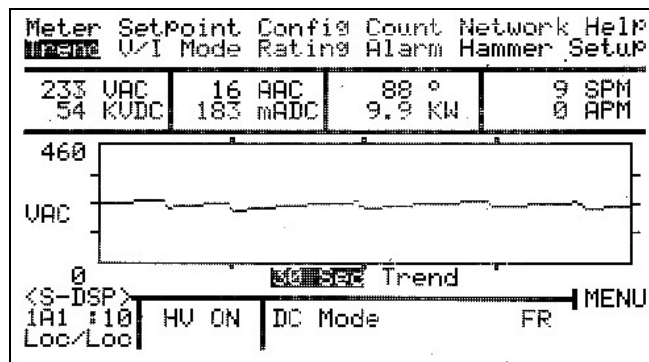 Meter Setpoint Config Count Network Help
Trend V/I Mode Rating Alarm Hammer Setup
233 VAC 16 AAC 88 ° 9 SPM
54 KVDC 183 mADC 9.9 KW 0 APM
460
VAC
0 30 Sec Trend
<S-DSP> MENU
1A1 :10 HV ON DC Mode FR
Loc/Loc